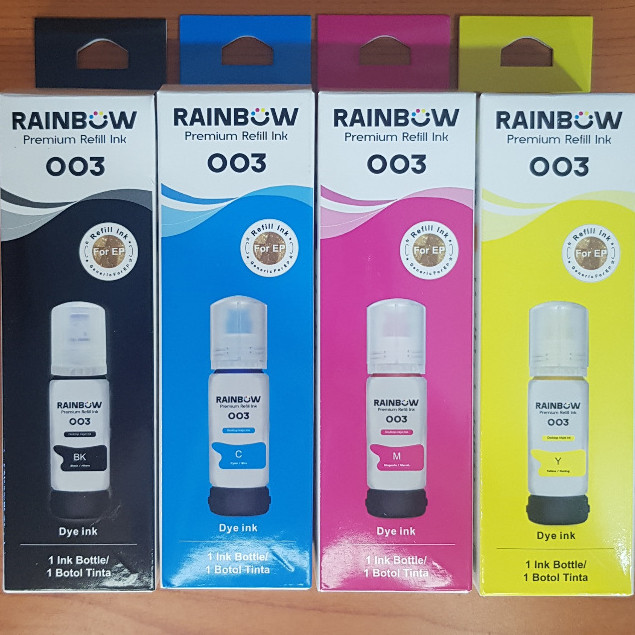 RAINBOW
Premium Refill Ink
003
Refill Ink
For EP
RAINBOW
Premium Refill Ink
003
BK
Dye ink
1 Ink Bottle/
1 Botol Tinta
RAINBOW
Premium Refill Ink
003
Refill Ink
For EP
RAINBOW
Premium Refill Ink
003
C
Dye ink
1 Ink Bottle/
1 Botol Tinta
RAINBOW
Premium Refill Ink
003
Refill Ink
For EP
RAINBOW
Premium Refill Ink
003
M
Dye ink
1 Ink Bottle/
1 Botol Tinta
RAINBOW
Premium Refill Ink
003
Refill Ink
For EP
RAINBOW
Premium Refill Ink
003
Y
Dye ink
1 Ink Bottle/
1 Botol Tinta